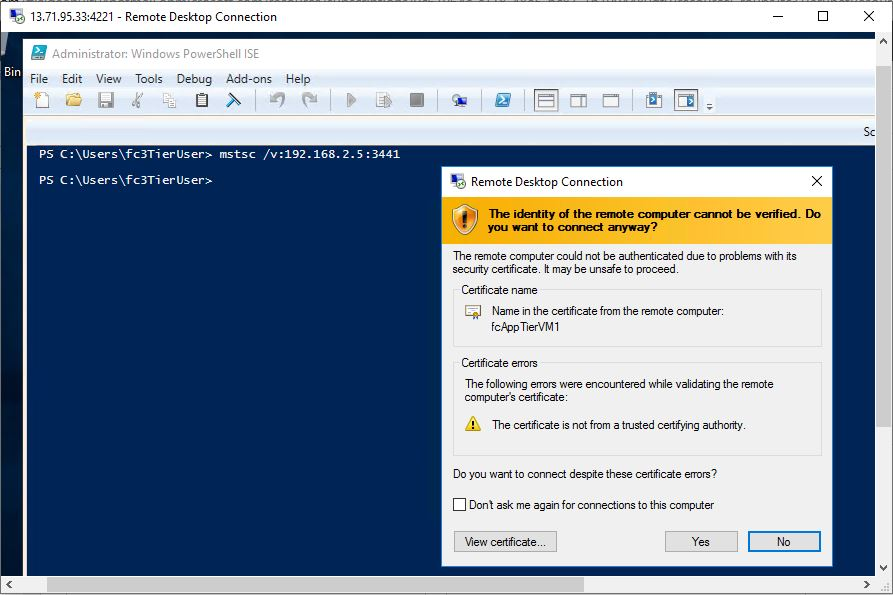 13.71.95.33:4221 - Remote Desktop Connection
Bin
Administrator: Windows PowerShell ISE
File Edit View Tools Debug Add-ons Help
Sc
PS C:\Users\fc3TierUser> mstsc /v:192.168.2.5:3441
PS C:\Users\fc3TierUser>
Remote Desktop Connection
The identity of the remote computer cannot be verified. Do
you want to connect anyway?
The remote computer could not be authenticated due to problems with its
security certificate. It may be unsafe to proceed.
Certificate name
Name in the certificate from the remote computer:
fcAppTierVM1
Certificate errors
The following errors were encountered while validating the remote
computer's certificate:
The certificate is not from a trusted certifying authority.
Do you want to connect despite these certificate errors?
Don't ask me again for connections to this computer
View certificate...
Yes
No